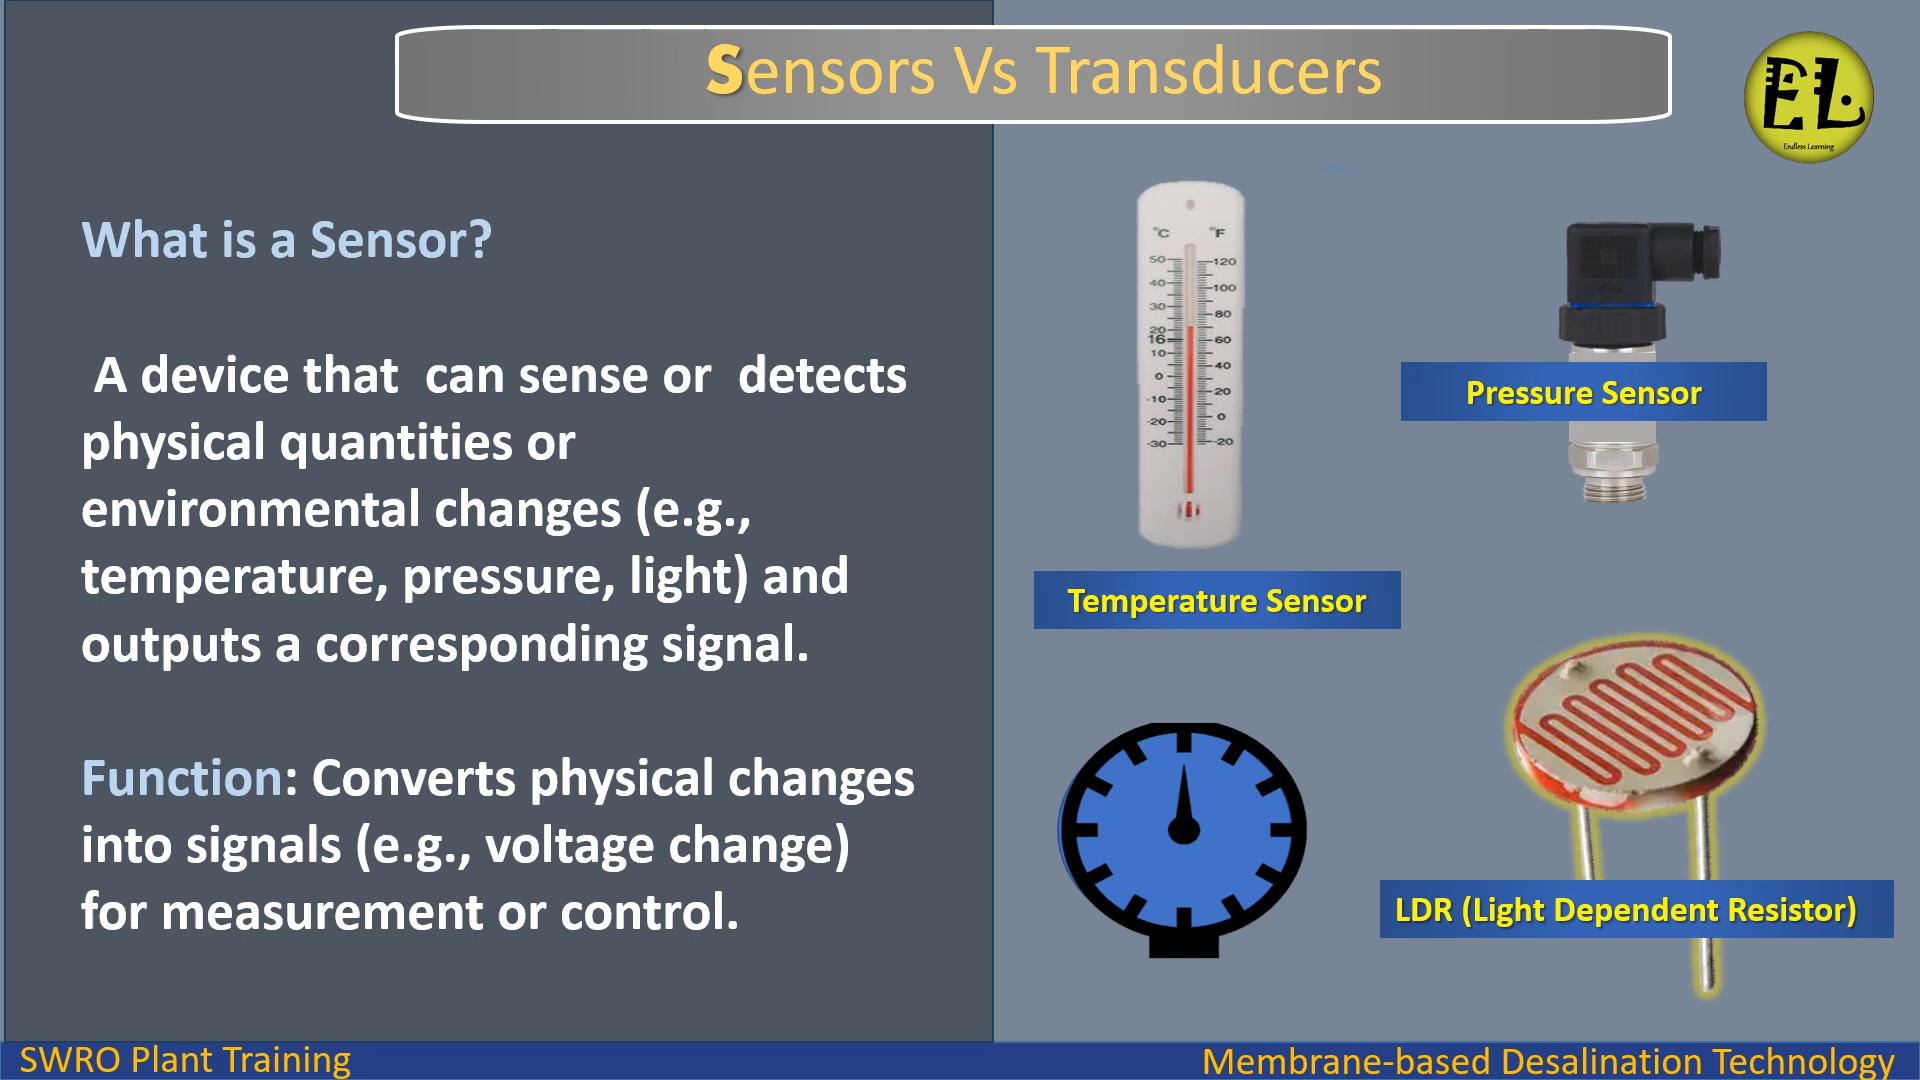 Sensors Vs Transducers
EL
Endless Learning
What is a Sensor?
A device that can sense or detects
physical quantities or
environmental changes (e.g.,
temperature, pressure, light) and
outputs a corresponding signal.
Function: Converts physical changes
into signals (e.g., voltage change)
for measurement or control.
°C °F
50 120
40 100
30 80
20
16 60
10 40
0 20
-10 0
-20 -20
-30
Pressure Sensor
Temperature Sensor
LDR (Light Dependent Resistor)
SWRO Plant Training
Membrane-based Desalination Technology